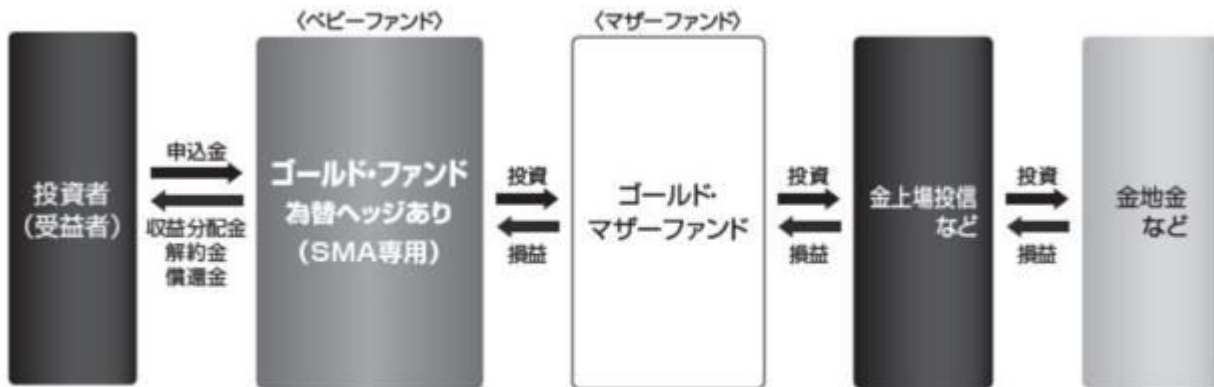 〈ベビーファンド〉
〈マザーファンド〉
投資者
(受益者)
申込金
収益分配金
解約金
償還金
ゴールド・ファンド
為替ヘッジあり
(SMA専用)
投資
損益
ゴールド・
マザーファンド
投資
損益
金上場投信
など
投資
損益
金地金
など